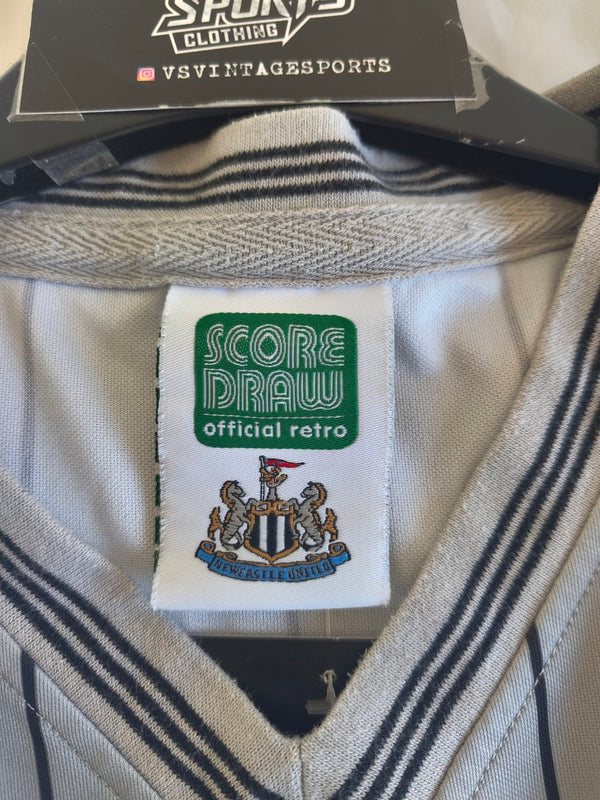 SPORTS
CLOTHING
VSVINTAGESPORTS
SCORE
DRAW
official retro
NEWCASTLE UNITED